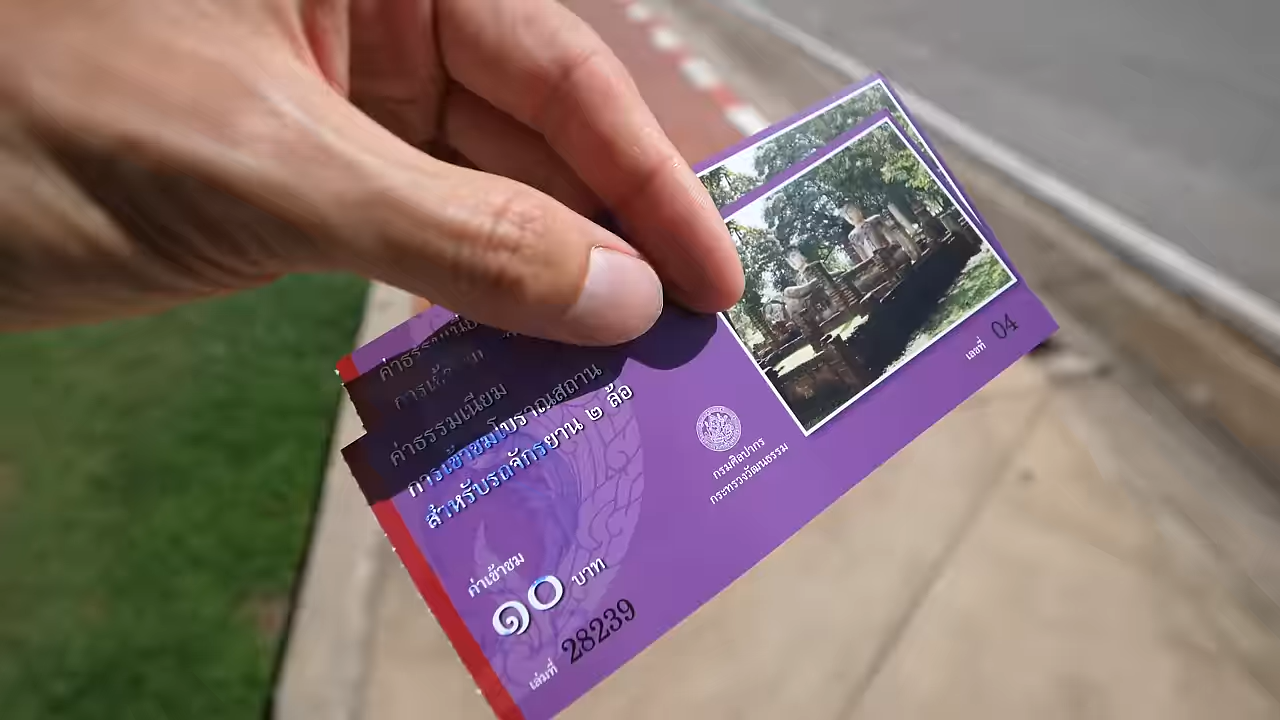 ค่าธรรมเนียม
การเข้าชมโบราณสถาน
สำหรับรถจักรยาน ๒ ล้อ
ค่าเข้าชม
๑๐ บาท
เล่มที่ 28239
กรมศิลปากร
กระทรวงวัฒนธรรม
เลขที่ 04